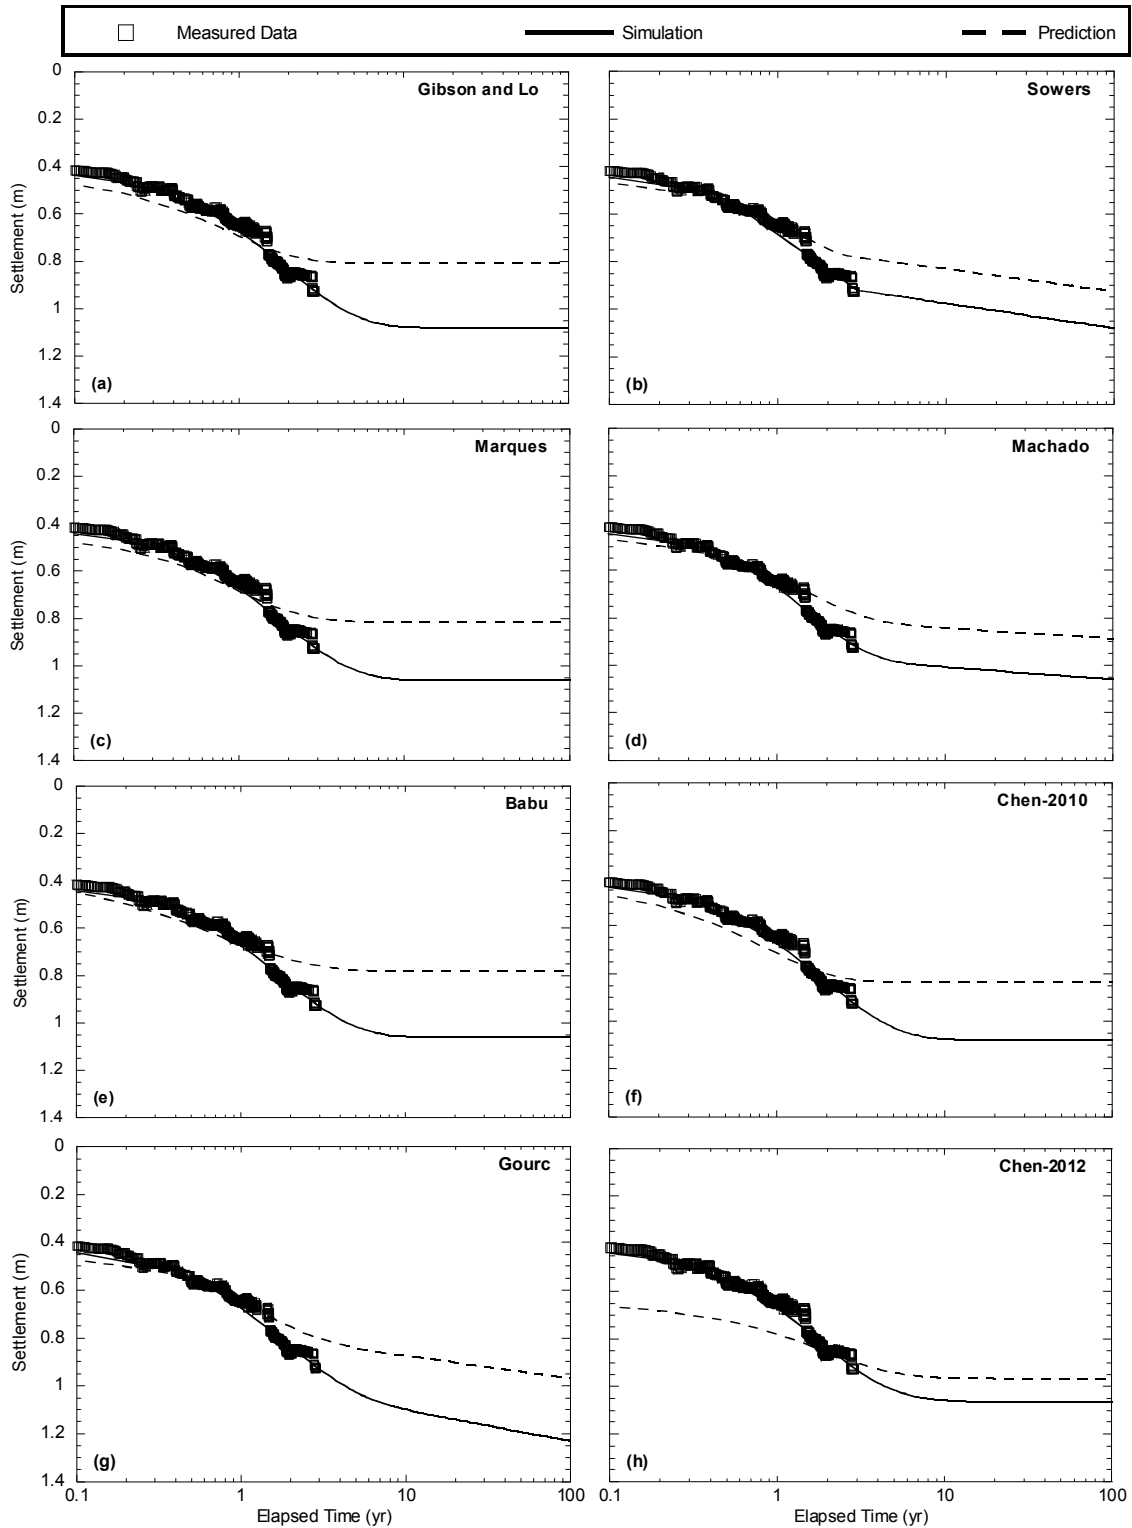 Measured Data Simulation Prediction
Gibson and Lo
0
0.2
0.4
0.6
0.8
1
1.2
1.4
Settlement (m)
(a)
Sowers
(b)
Marques
0
0.2
0.4
0.6
0.8
1
1.2
1.4
Settlement (m)
(c)
Machado
(d)
Babu
0
0.2
0.4
0.6
0.8
1
1.2
1.4
Settlement (m)
(e)
Chen-2010
(f)
Gourc
0
0.2
0.4
0.6
0.8
1
1.2
1.4
Settlement (m)
(g)
0.1 1 10 100
Elapsed Time (yr)
Chen-2012
(h)
0.1 1 10 100
Elapsed Time (yr)